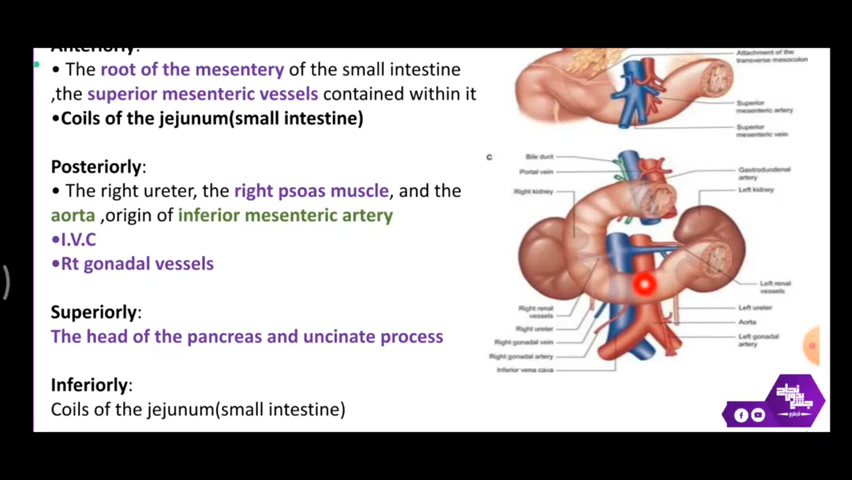 Anteriorly:
• The root of the mesentery of the small intestine
,the superior mesenteric vessels contained within it
•Coils of the jejunum(small intestine)
Posteriorly:
• The right ureter, the right psoas muscle, and the
aorta ,origin of inferior mesenteric artery
•I.V.C
•Rt gonadal vessels
Superiorly:
The head of the pancreas and uncinate process
Inferiorly:
Coils of the jejunum(small intestine)
Attachment of the
transverse mesocolon
Superior
mesenteric artery
Superior
mesenteric vein
C
Bile duct
Portal vein
Right kidney
Gastroduodenal
artery
Left kidney
Right renal
vessels
Right ureter
Right gonadal vein
Right gonadal artery
Inferior vena cava
Left renal
vessels
Left ureter
Aorta
Left gonadal
artery